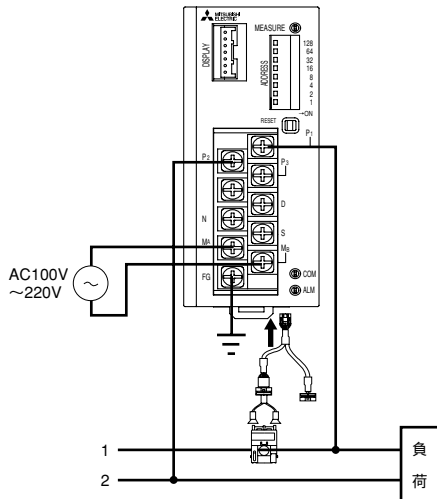 MITSUBISHI
ELECTRIC
MEASURE
DISPLAY
ADDRESS
128
64
32
16
8
4
2
1
→ON
RESET
P1
P2
P3
D
N
S
MA
MB
FG
COM
ALM
AC100V
～220V
～
1
2
負
荷